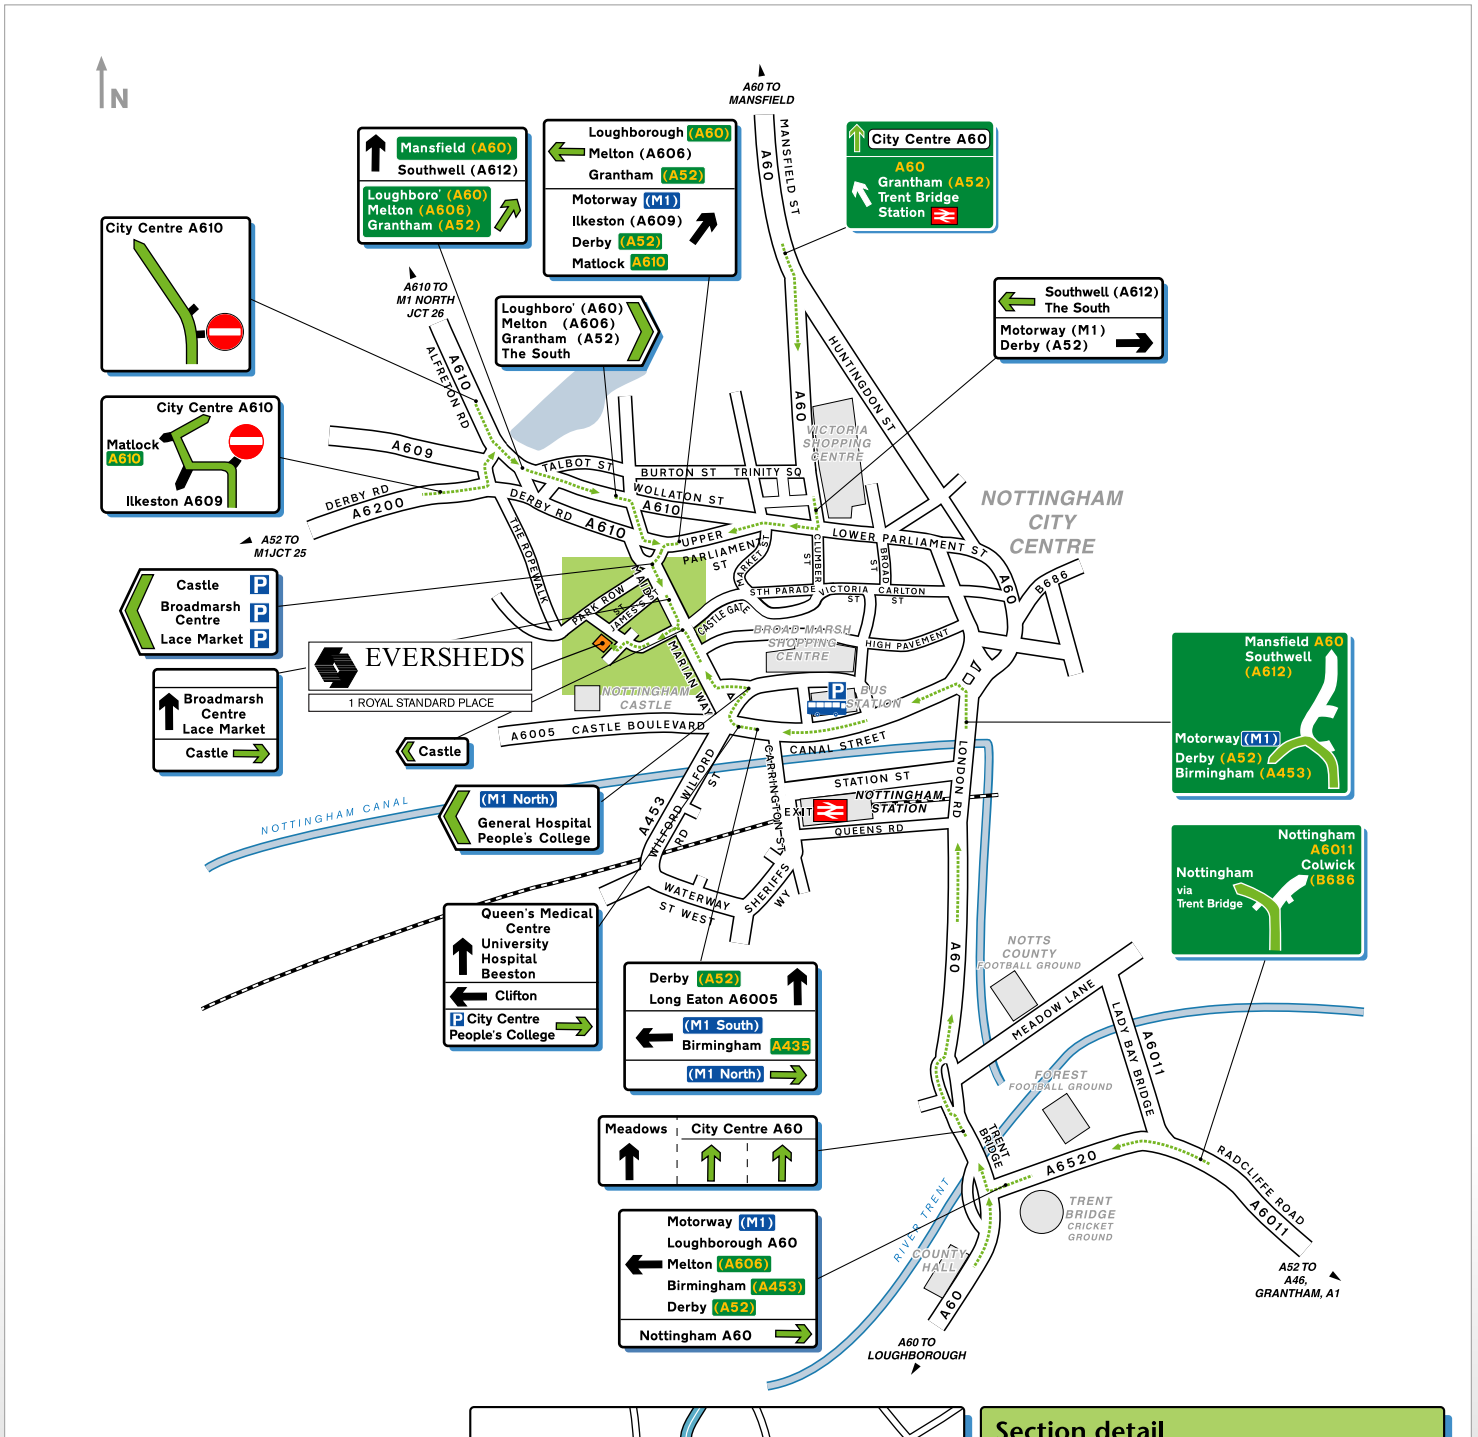 N
A60 TO
MANSFIELD
Mansfield (A60)
Southwell (A612)
Loughboro' (A60)
Melton (A606)
Grantham (A52)
Loughborough (A60)
Melton (A606)
Grantham (A52)
Motorway (M1)
Ilkeston (A609)
Derby (A52)
Matlock A610
City Centre A60
A60
Grantham (A52)
Trent Bridge
Station
MANSFIELD ST
A60
City Centre A610
A610 TO
M1 NORTH
JCT 26
Loughboro' (A60)
Melton (A606)
Grantham (A52)
The South
Southwell (A612)
The South
Motorway (M1)
Derby (A52)
A610
ALFRETON RD
HUNTINGDON ST
A60
City Centre A610
Matlock
A610
Ilkeston A609
A609
VICTORIA
SHOPPING
CENTRE
TALBOT ST
BURTON ST
TRINITY SQ
WOLLATON ST
A610
DERBY RD
A6200
DERBY RD
A610
NOTTINGHAM
CITY
CENTRE
A52 TO
M1JCT 25
THE ROPEWALK
UPPER
PARLIAMENT
ST
LOWER PARLIAMENT ST
MARKET ST
CLUMBER
ST
BROAD
ST
A60
B686
Castle P
Broadmarsh
Centre P
Lace Market P
PARK ROW
MAID
ST
JAMES'S
ST
STH PARADE
VICTORIA
ST
CARLTON
ST
CASTLE GATE
BROAD MARSH
SHOPPING
CENTRE
HIGH PAVEMENT
EVERSHEDS
1 ROYAL STANDARD PLACE
MARIAN WAY
NOTTINGHAM
CASTLE
P
BUS
STATION
Mansfield A60
Southwell
(A612)
Motorway (M1)
Derby (A52)
Birmingham (A453)
Broadmarsh
Centre
Lace Market
Castle
A6005 CASTLE BOULEVARD
Castle
CANAL STREET
WILFORD
ST
CARRINGTON ST
STATION ST
LONDON RD
NOTTINGHAM
STATION
EXIT
QUEENS RD
NOTTINGHAM CANAL
(M1 North)
General Hospital
People's College
A453
WILFORD
RD
Nottingham
A6011
Colwick
(B686
Nottingham
via
Trent Bridge
WATERWAY
ST WEST
SHERIFFS
WY
Queen's Medical
Centre
University
Hospital
Beeston
Clifton
P City Centre
People's College
A60
NOTTS
COUNTY
FOOTBALL GROUND
Derby (A52)
Long Eaton A6005
(M1 South)
Birmingham A435
(M1 North)
MEADOW LANE
LADY BAY BRIDGE
A6011
FOREST
FOOTBALL GROUND
Meadows
City Centre A60
TRENT
BRIDGE
A6520
RADCLIFFE ROAD
A6011
TRENT
BRIDGE
CRICKET
GROUND
RIVER TRENT
Motorway (M1)
Loughborough A60
Melton (A606)
Birmingham (A453)
Derby (A52)
Nottingham A60
COUNTY
HALL
A60
A52 TO
A46,
GRANTHAM, A1
A60 TO
LOUGHBOROUGH
Section detail